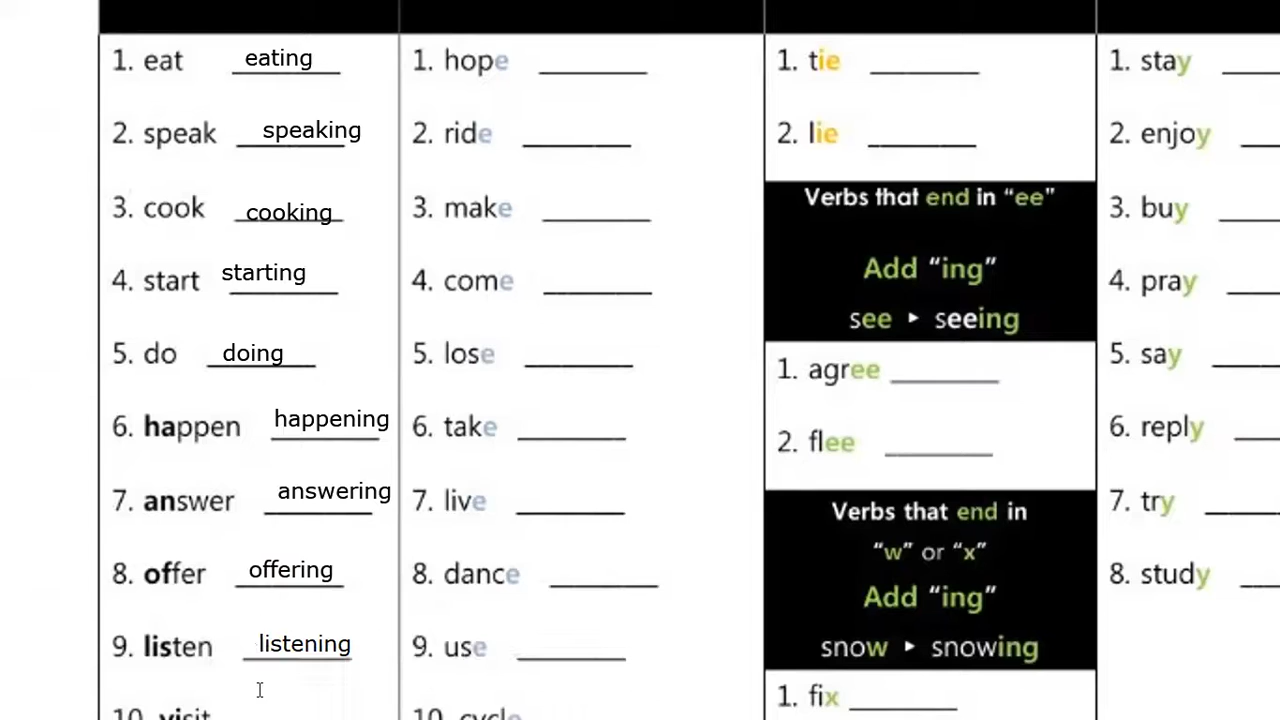 1. eat eating
2. speak speaking
3. cook cooking
4. start starting
5. do doing
6. happen happening
7. answer answering
8. offer offering
9. listen listening
10. visit
1. hope
2. ride
3. make
4. come
5. lose
6. take
7. live
8. dance
9. use
10. cycle
1. tie
2. lie
Verbs that end in “ee”
Add “ing”
see ▸ seeing
1. agree
2. flee
Verbs that end in
“w” or “x”
Add “ing”
snow ▸ snowing
1. fix
1. stay
2. enjoy
3. buy
4. pray
5. say
6. reply
7. try
8. study